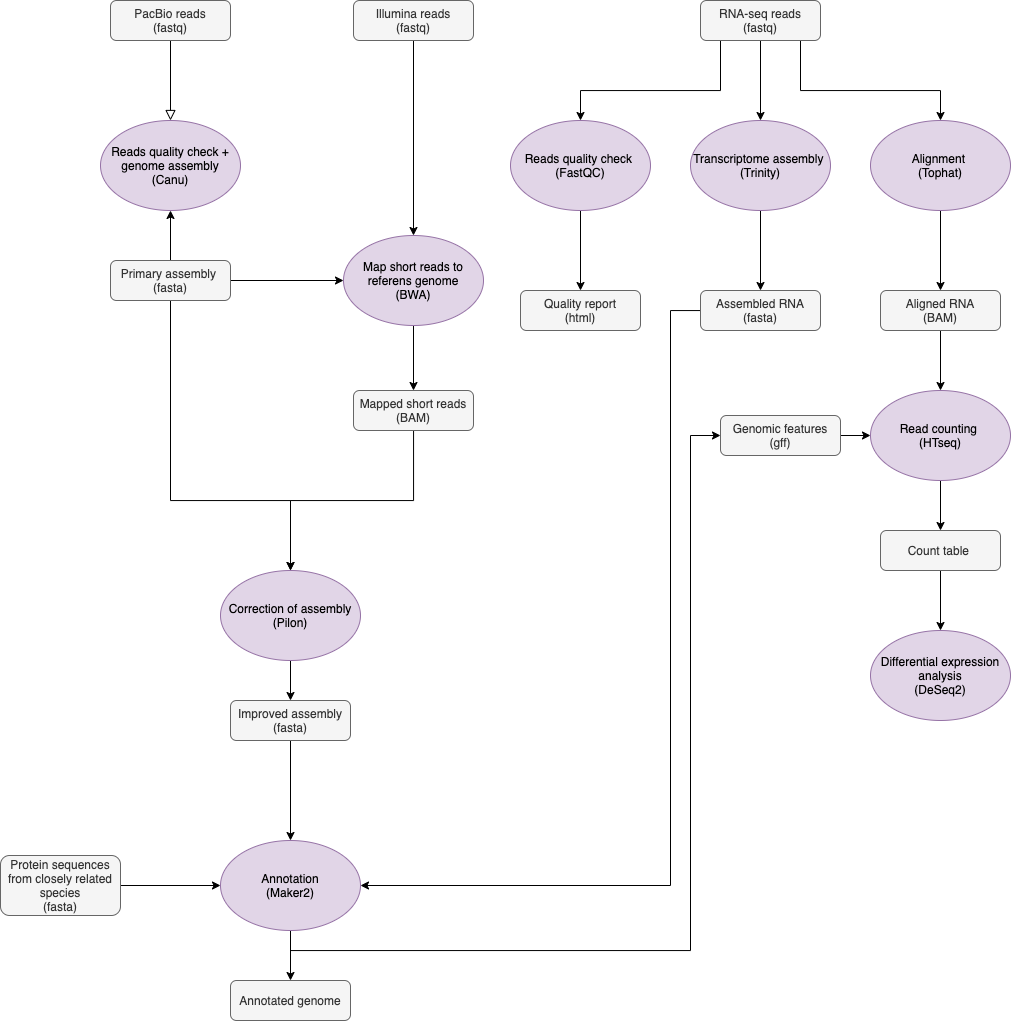 PacBio reads
(fastq)
Illumina reads
(fastq)
RNA-seq reads
(fastq)
Reads quality check +
genome assembly
(Canu)
Reads quality check
(FastQC)
Transcriptome assembly
(Trinity)
Alignment
(Tophat)
Primary assembly
(fasta)
Map short reads to
referens genome
(BWA)
Quality report
(html)
Assembled RNA
(fasta)
Aligned RNA
(BAM)
Mapped short reads
(BAM)
Genomic features
(gff)
Read counting
(HTseq)
Count table
Correction of assembly
(Pilon)
Differential expression
analysis
(DeSeq2)
Improved assembly
(fasta)
Protein sequences
from closely related
species
(fasta)
Annotation
(Maker2)
Annotated genome